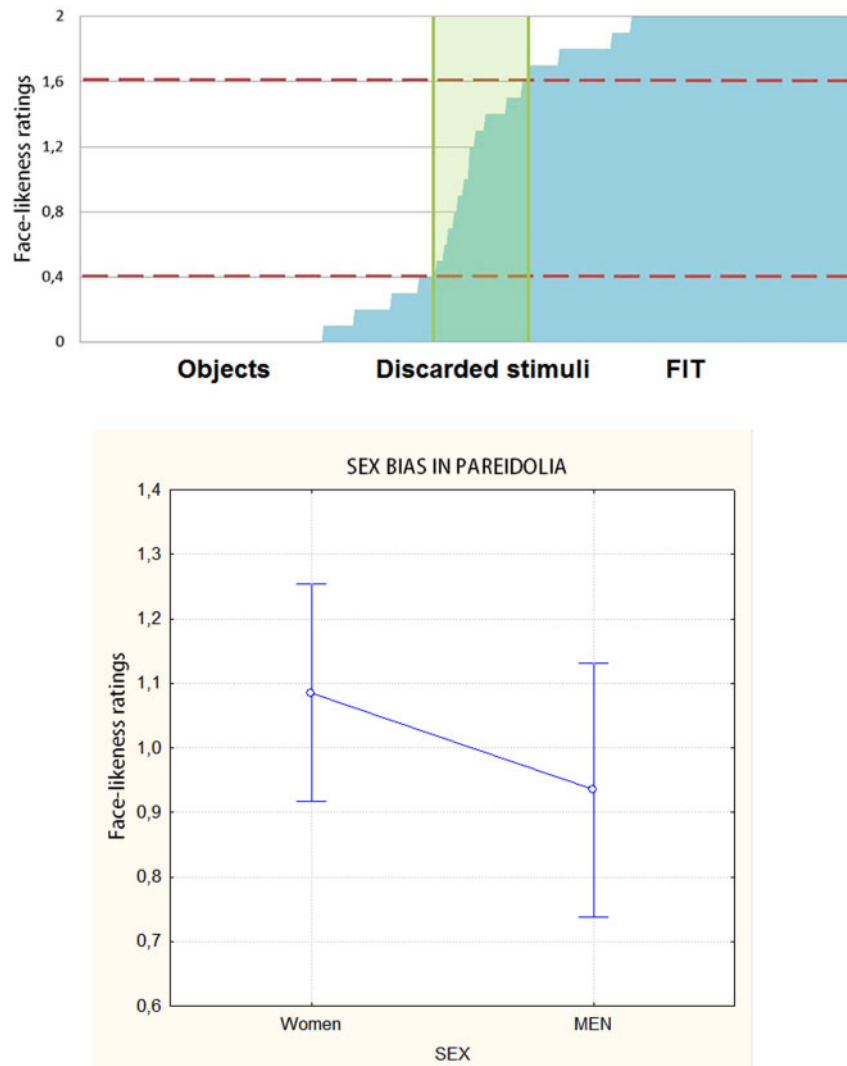 Face-likeness ratings
2
1,6
1,2
0,8
0,4
0
Objects Discarded stimuli FIT
SEX BIAS IN PAREIDOLIA
Face-likeness ratings
1,4
1,3
1,2
1,1
1,0
0,9
0,8
0,7
0,6
Women MEN
SEX